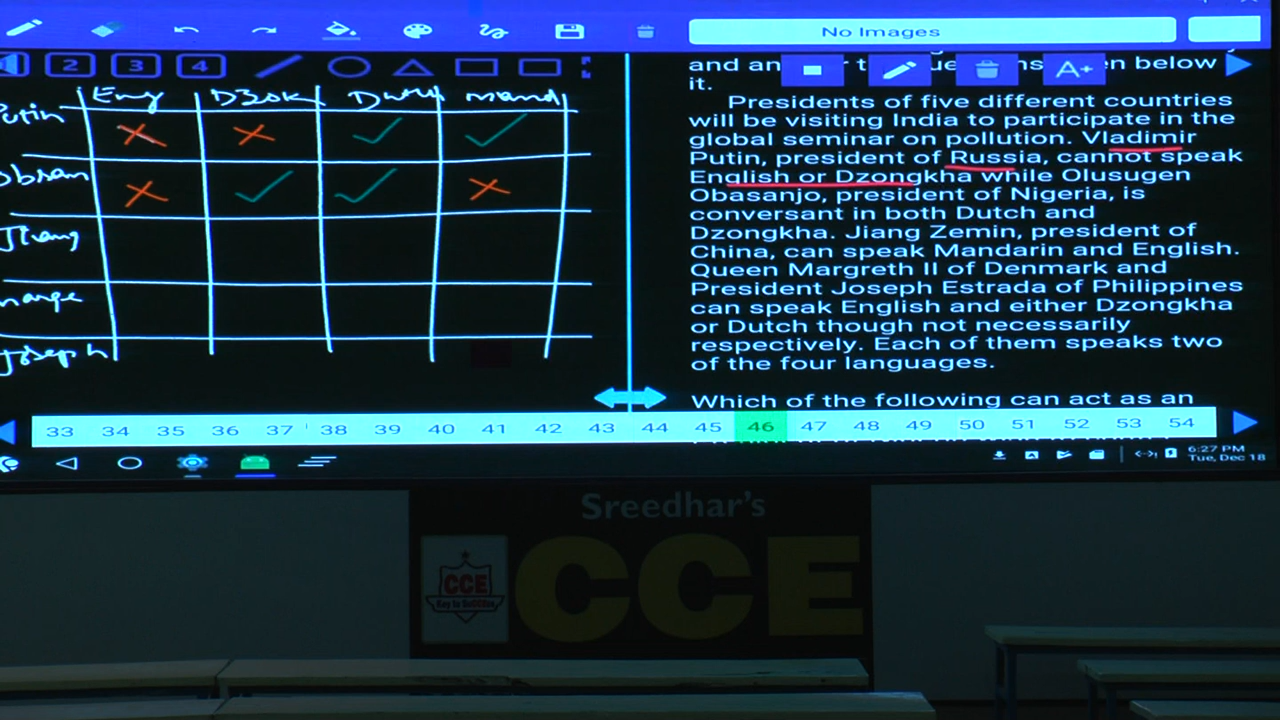 No Images
2 3 4
Eng Dzok Dutch Mand
Putin
Obsan
Jiang
marge
Joseph
and an
below
it.
Presidents of five different countries
will be visiting India to participate in the
global seminar on pollution. Vladimir
Putin, president of Russia, cannot speak
English or Dzongkha while Olusugen
Obasanjo, president of Nigeria, is
conversant in both Dutch and
Dzongkha. Jiang Zemin, president of
China, can speak Mandarin and English.
Queen Margreth II of Denmark and
President Joseph Estrada of Philippines
can speak English and either Dzongkha
or Dutch though not necessarily
respectively. Each of them speaks two
of the four languages.
Which of the following can act as an
33 34 35 36 37 38 39 40 41 42 43 44 45 46 47 48 49 50 51 52 53 54
6:27 PM
Tue, Dec 18
A+
Sreedhar's
CCE
CCE